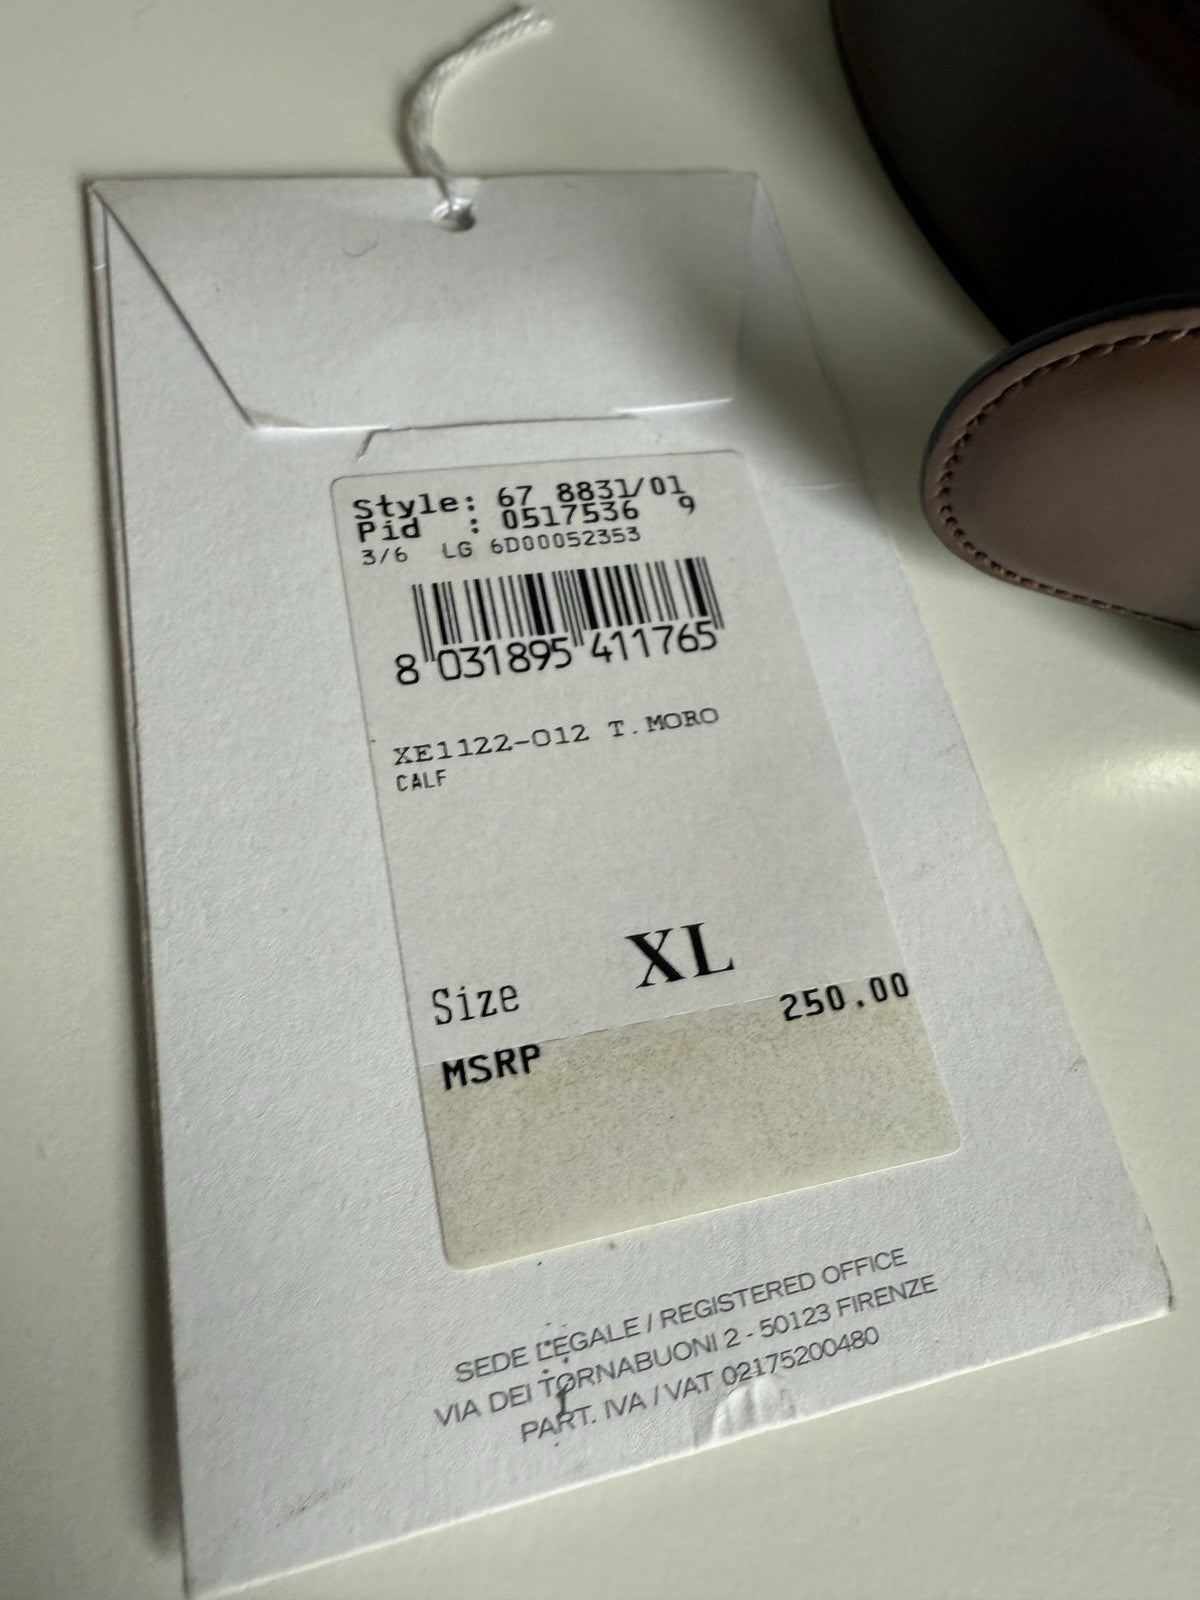 Style: 67 8831/01
Pid : 0517536 9
3/6 LG 6D00052353
8 031895 411765
XE1122-012 T.MORO
CALF
Size XL
MSRP 250.00
SEDE LEGALE / REGISTERED OFFICE
VIA DEI TORNABUONI 2 - 50123 FIRENZE
PART. IVA / VAT 02175200480